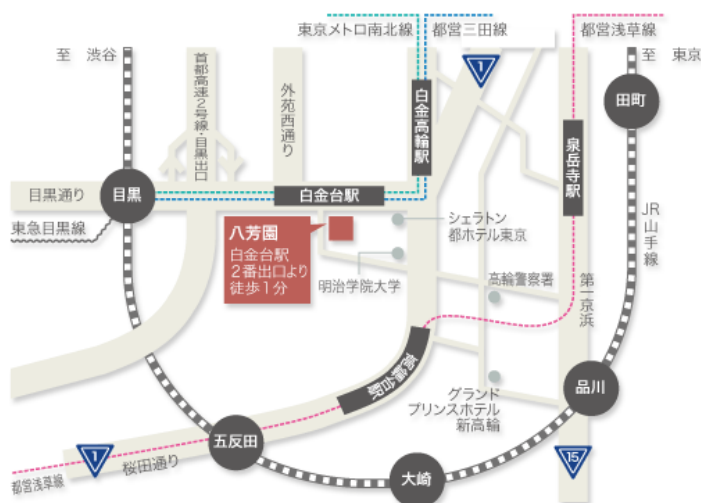 東京メトロ南北線
都営三田線
都営浅草線
至 渋谷
首都高速2号線・目黒出口
外苑西通り
1
至 東京
田町
白金高輪駅
泉岳寺駅
目黒通り
目黒
白金台駅
東急目黒線
八芳園
白金台駅
2番出口より
徒歩1分
シェラトン
都ホテル東京
明治学院大学
高輪警察署
第一京浜
JR山手線
高輪台駅
グランド
プリンスホテル
新高輪
品川
五反田
桜田通り
1
都営浅草線
大崎
15